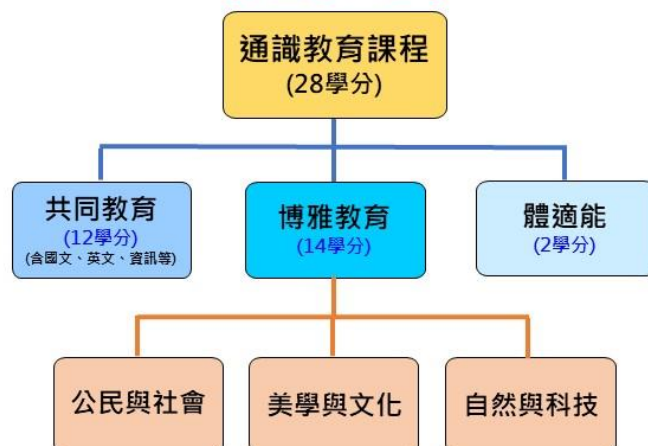 通識教育課程
(28學分)
共同教育
(12學分)
(含國文、英文、資訊等)
博雅教育
(14學分)
體適能
(2學分)
公民與社會
美學與文化
自然與科技